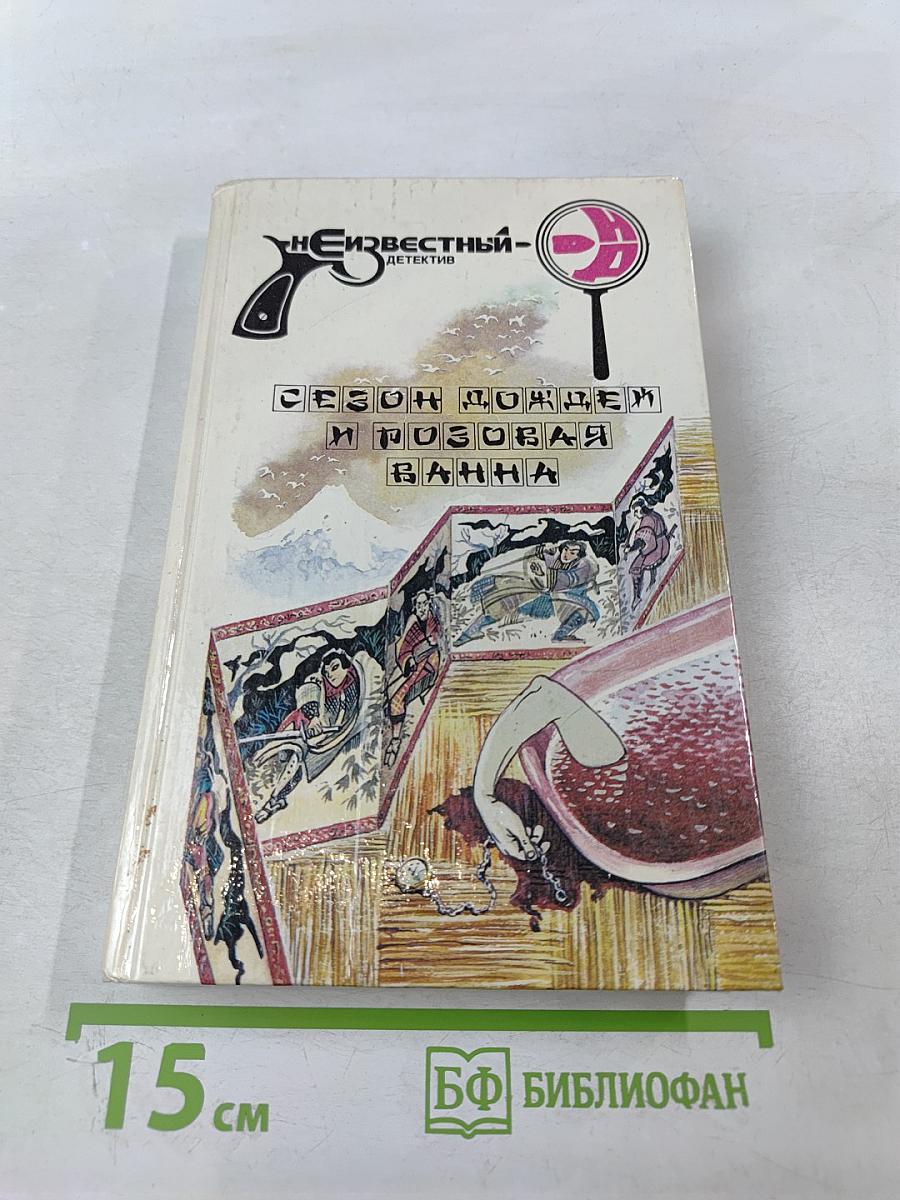 НЕИЗВЕСТНЫЙ
ДЕТЕКТИВ
НД
СЕЗОН ДОЖДЕЙ
И РОЗОВАЯ
ВАННА
15 см
БФ БИБЛИОФАН